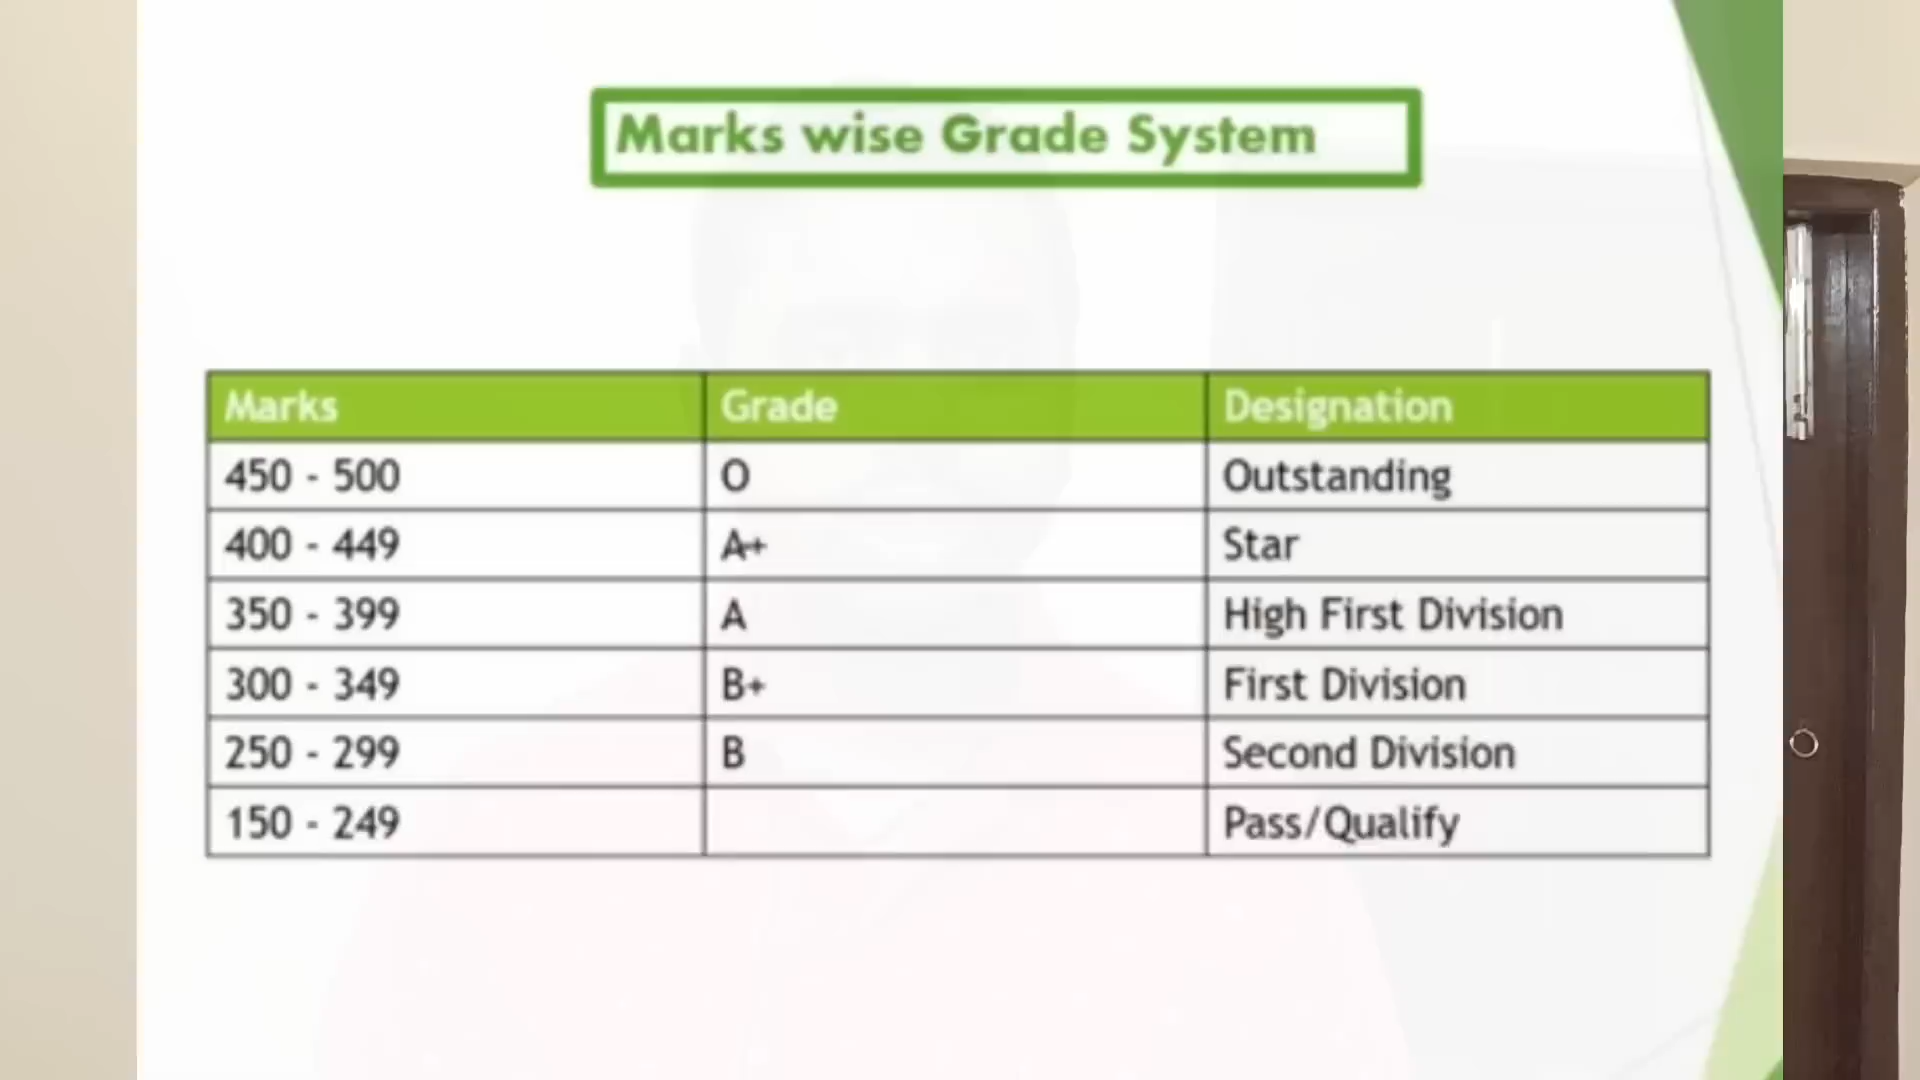 Marks wise Grade System
Marks Grade Designation
450 - 500 O Outstanding
400 - 449 A+ Star
350 - 399 A High First Division
300 - 349 B+ First Division
250 - 299 B Second Division
150 - 249 Pass/Qualify